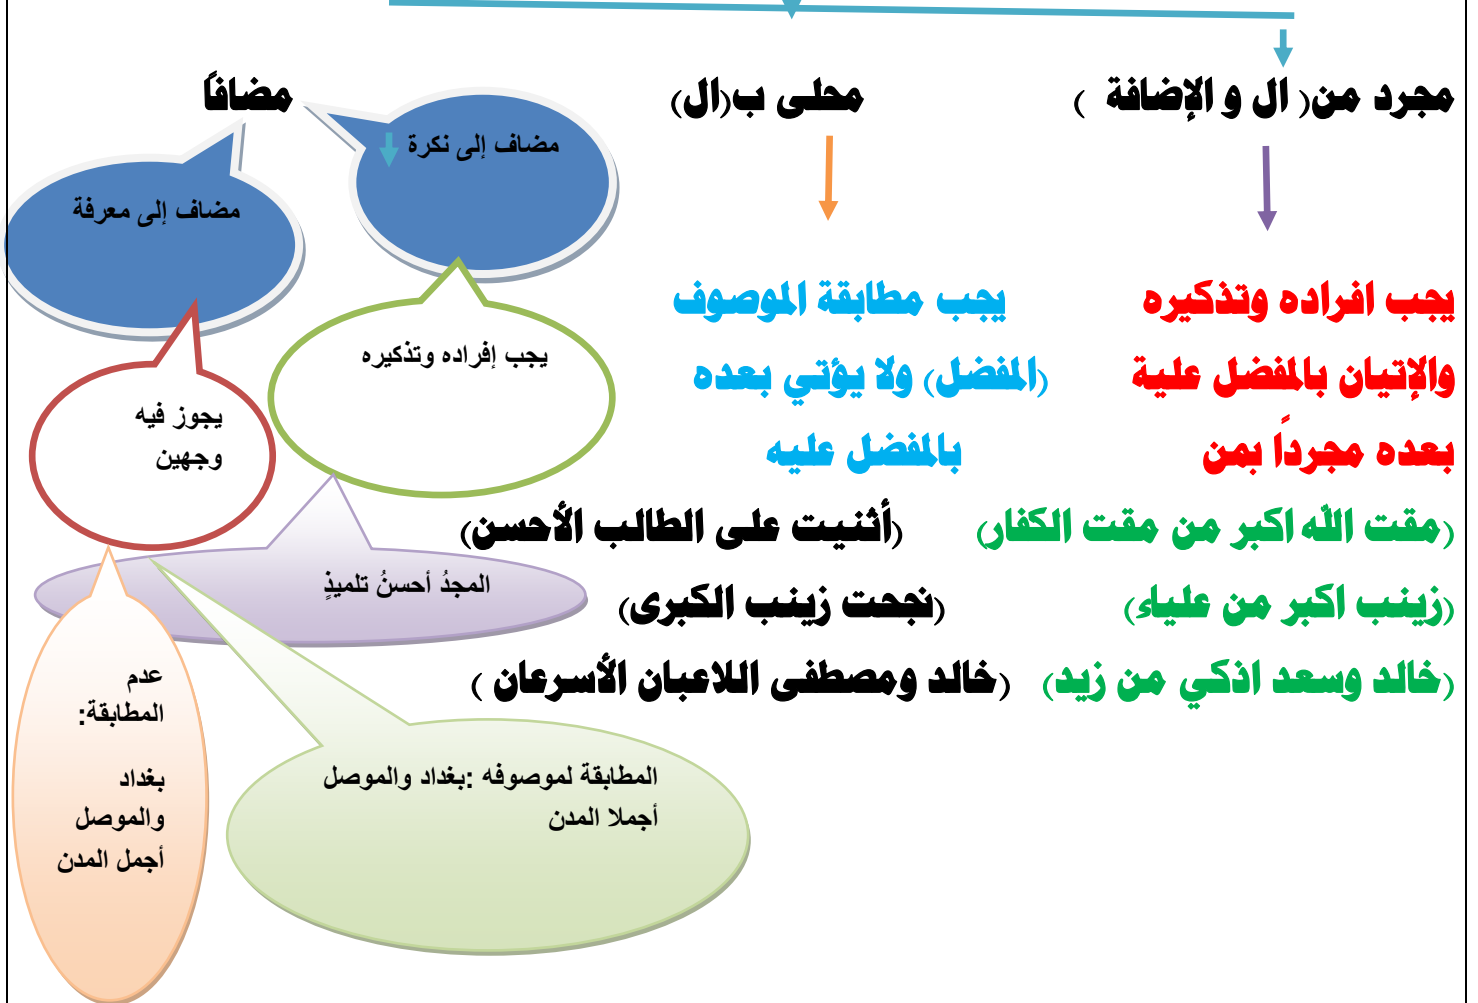 مجرد من( ال و الإضافة )
محلى ب(ال)
مضافًا
مضاف إلى نكرة
مضاف إلى معرفة
يجب افراده وتذكيره
والإتيان بالمفضل علية
بعده مجرداً بمن
(مقت الله اكبر من مقت الكفار)
(زينب اكبر من علياء)
(خالد وسعد اذكي من زيد)
يجب مطابقة الموصوف
(المفضل) ولا يؤتي بعده
بالمفضل عليه
(أثنيت على الطالب الأحسن)
(نجحت زينب الكبرى)
(خالد ومصطفى اللاعبان الأسرعان )
يجب إفراده وتذكيره
المجدُ أحسنُ تلميذٍ
يجوز فيه
وجهين
المطابقة لموصوفه :بغداد والموصل
أجملا المدن
عدم
المطابقة:
بغداد
والموصل
أجمل المدن